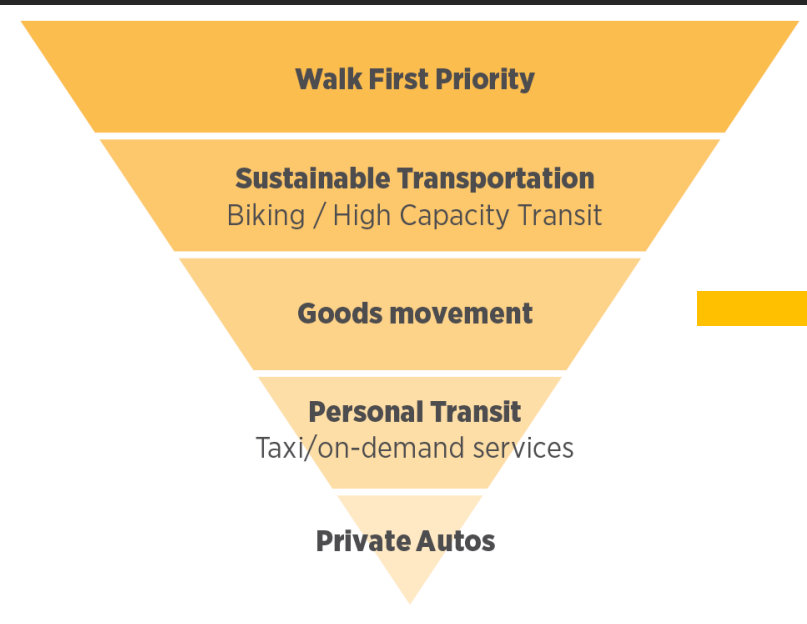 Walk First Priority
Sustainable Transportation
Biking / High Capacity Transit
Goods movement
Personal Transit
Taxi/on-demand services
Private Autos